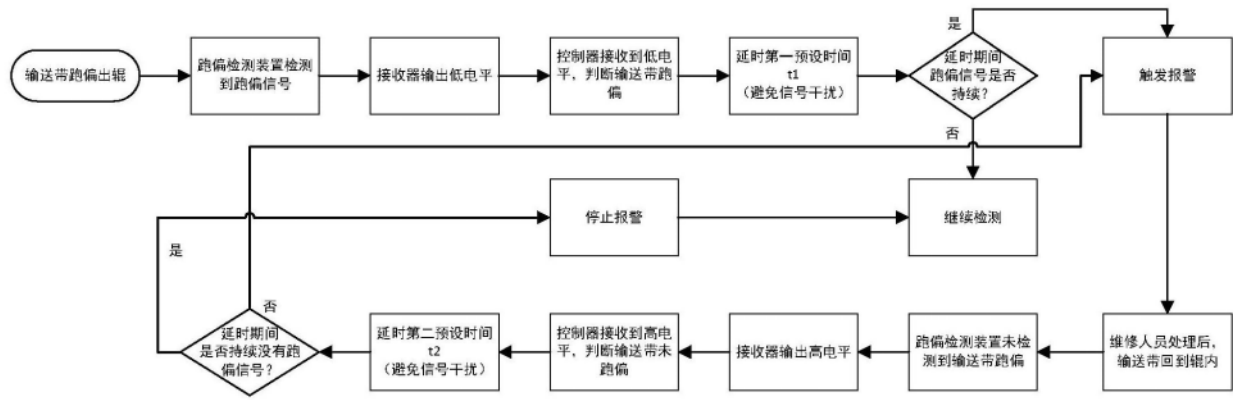 输送带跑偏出辊
跑偏检测装置检测
到跑偏信号
接收器输出低电平
控制器接收到低电
平，判断输送带跑
偏
延时第一预设时间
t1
（避免信号干扰）
延时期间
跑偏信号是否
持续？
是
触发报警
否
停止报警
继续检测
是
否
延时期间
是否持续没有跑
偏信号？
延时第二预设时间
t2
（避免信号干扰）
控制器接收到高电
平，判断输送带未
跑偏
接收器输出高电平
跑偏检测装置未检
测到输送带跑偏
维修人员处理后，
输送带回到辊内